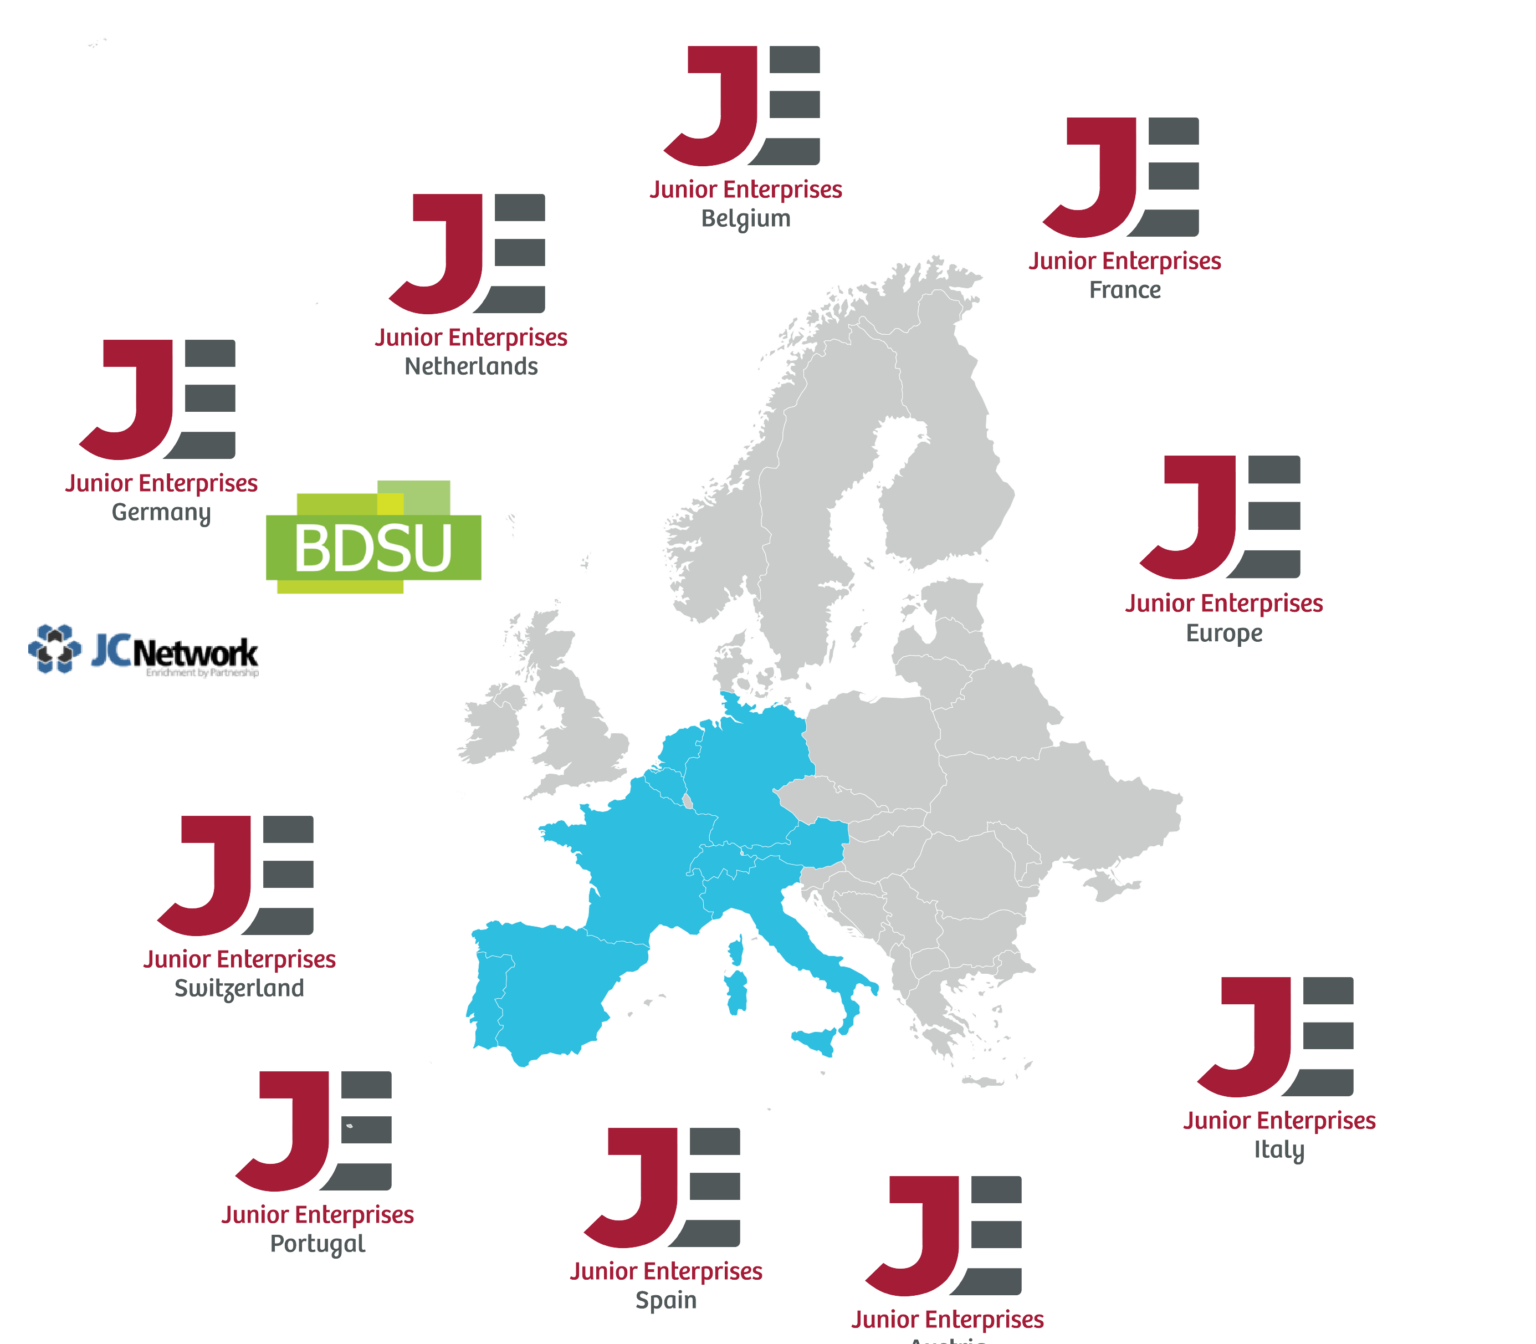 Junior Enterprises
Belgium
Junior Enterprises
France
Junior Enterprises
Netherlands
Junior Enterprises
Germany
BDSU
Junior Enterprises
Europe
JCNetwork
Enrichment by Partnership
Junior Enterprises
Switzerland
Junior Enterprises
Italy
Junior Enterprises
Portugal
Junior Enterprises
Spain
Junior Enterprises
Austria